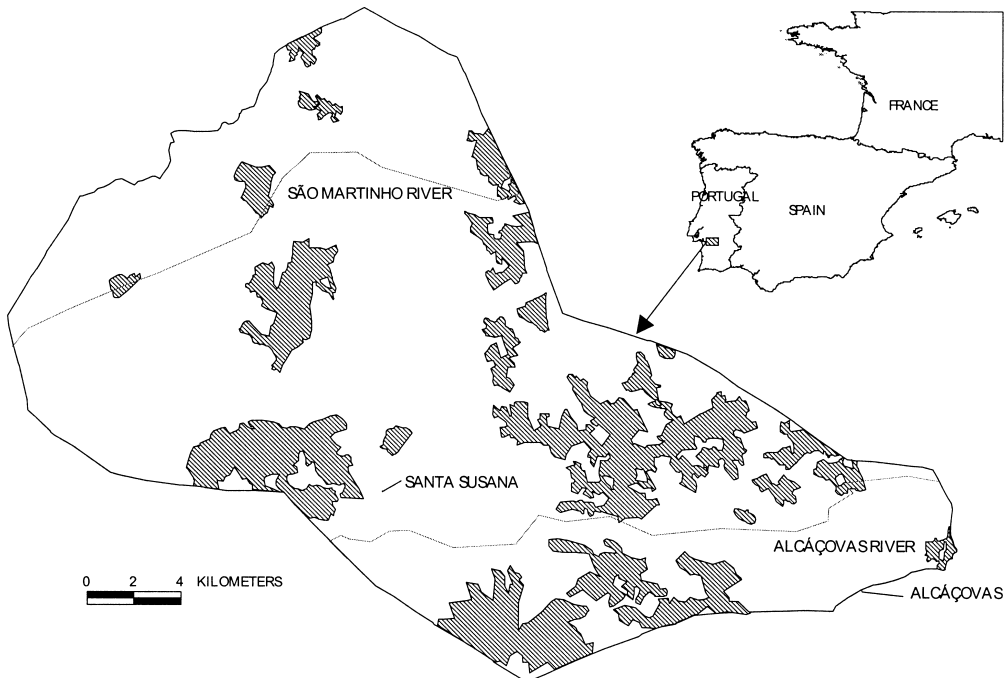 FRANCE
PORTUGAL
SPAIN
SÃO MARTINHO RIVER
SANTA SUSANA
ALCÁÇOVAS RIVER
ALCÁÇOVAS
0 2 4 KILOMETERS